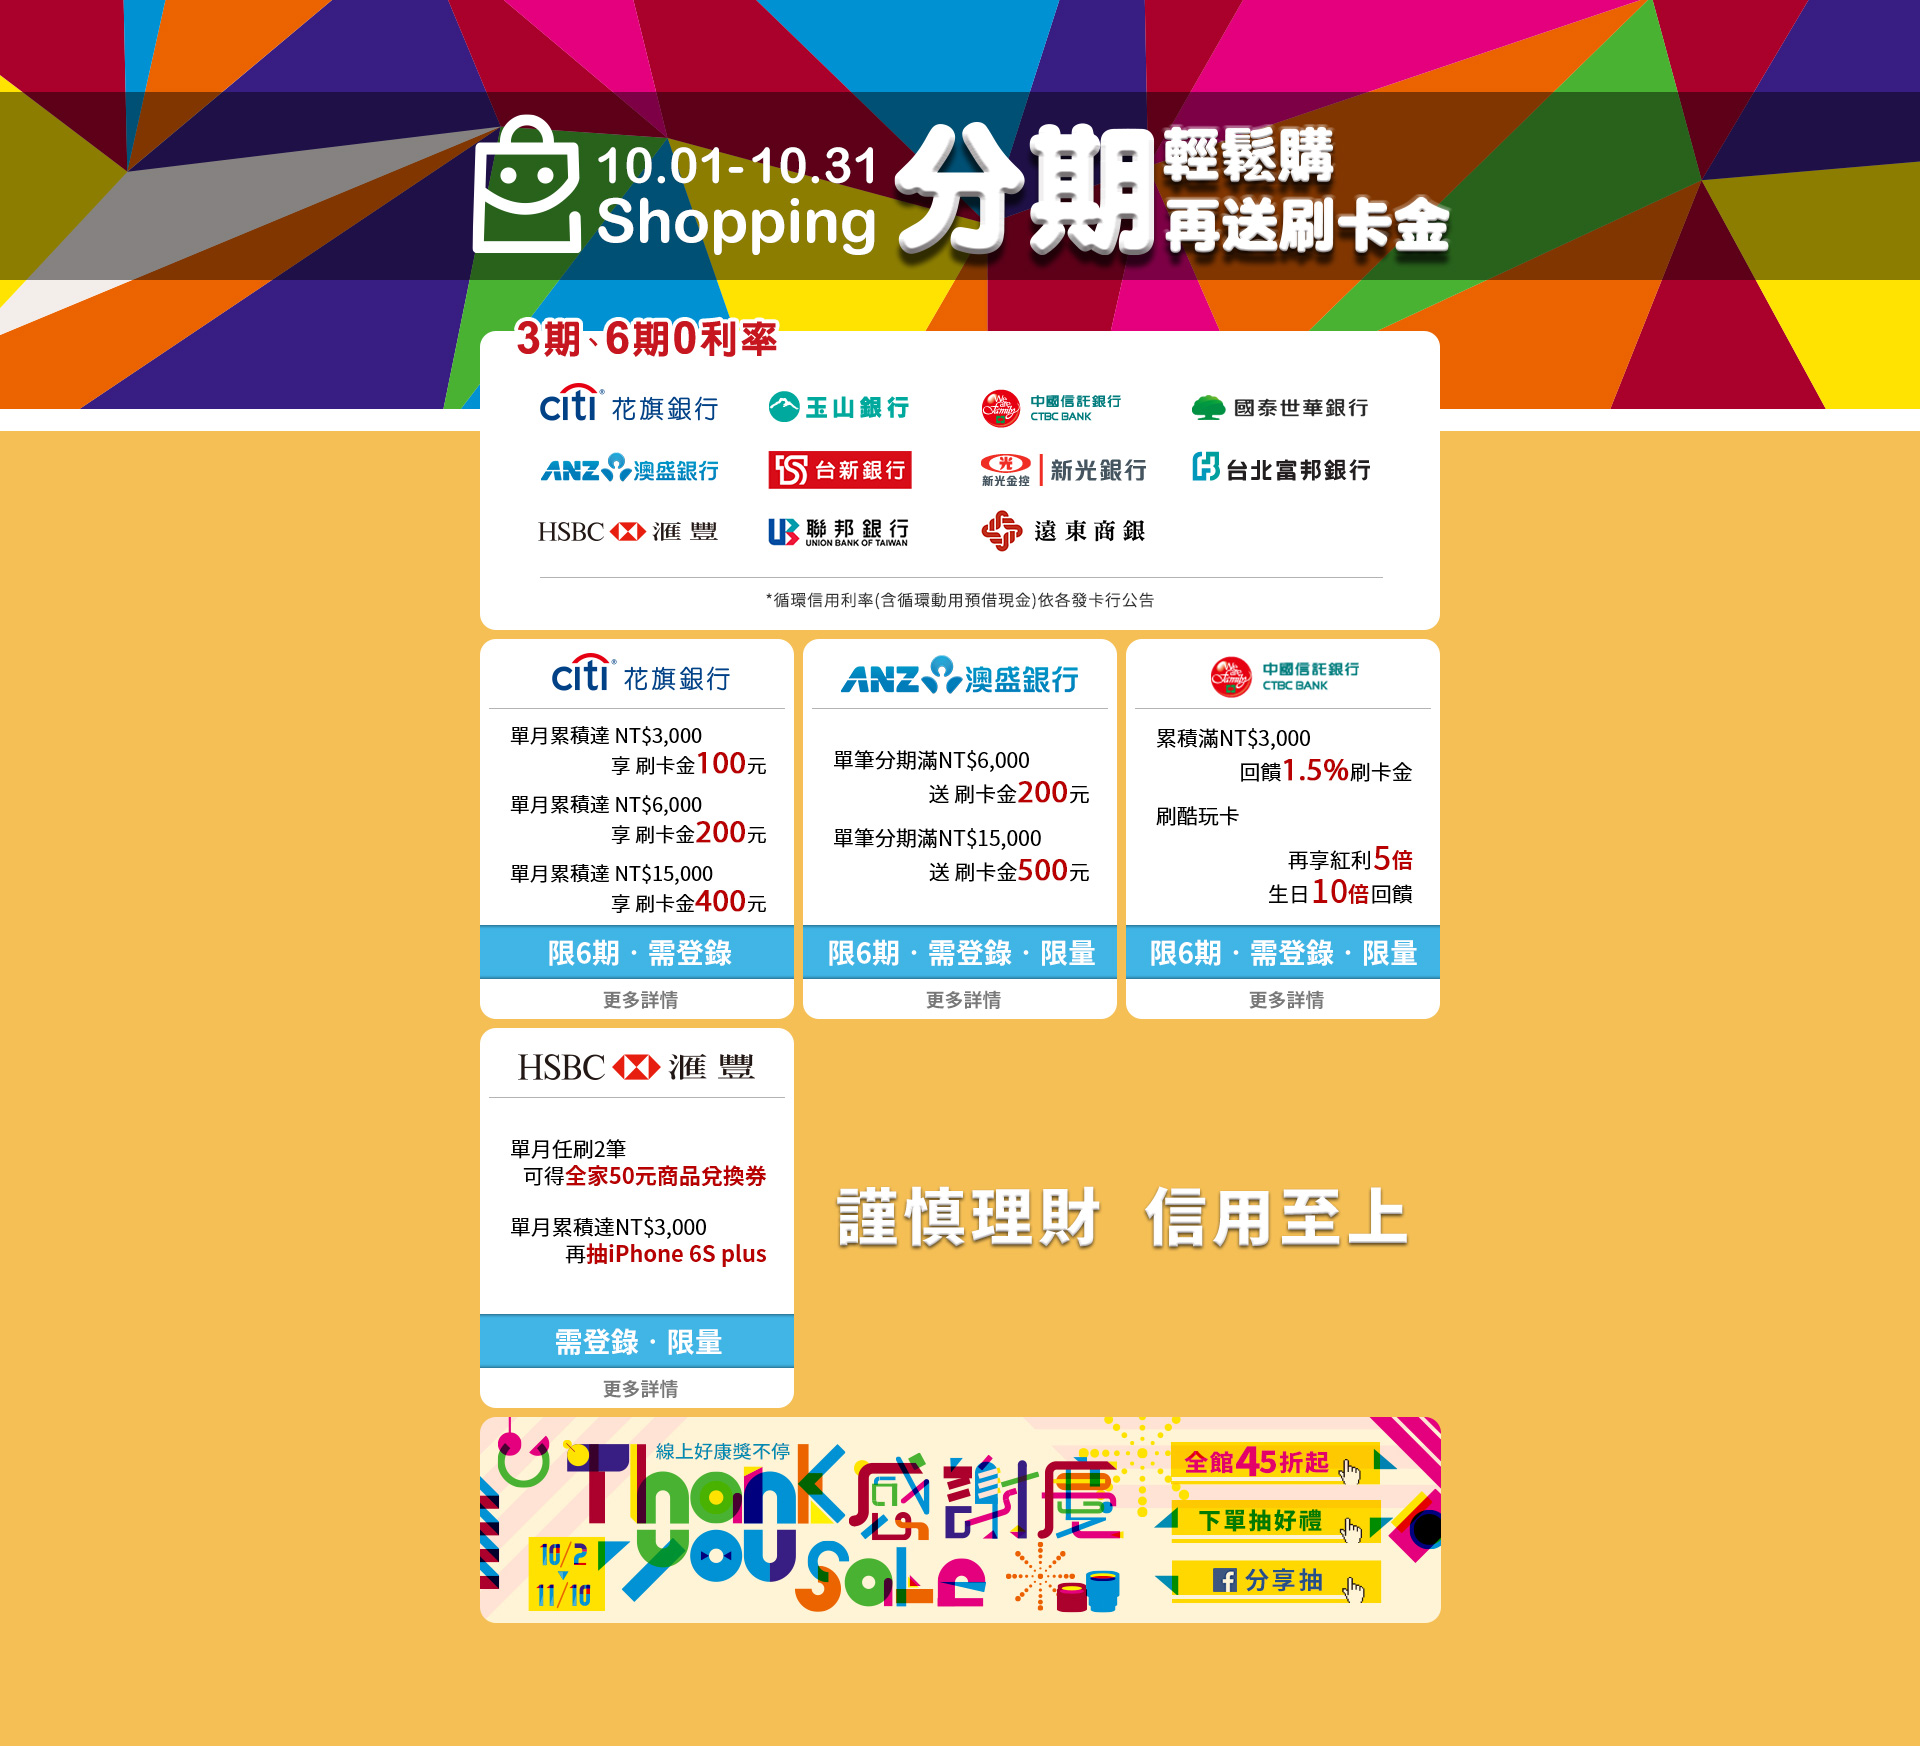 10.01-10.31
Shopping
分期
輕鬆購
再送刷卡金
3期、6期0利率
citi 花旗銀行
玉山銀行
We are family 中國信託銀行
CTBC BANK
國泰世華銀行
ANZ 澳盛銀行
台新銀行
光 新光金控 新光銀行
台北富邦銀行
HSBC 滙豐
聯邦銀行
UNION BANK OF TAIWAN
遠東商銀
*循環信用利率(含循環動用預借現金)依各發卡行公告
citi 花旗銀行
單月累積達 NT$3,000
享 刷卡金100元
單月累積達 NT$6,000
享 刷卡金200元
單月累積達 NT$15,000
享 刷卡金400元
限6期‧需登錄
更多詳情
ANZ 澳盛銀行
單筆分期滿NT$6,000
送 刷卡金200元
單筆分期滿NT$15,000
送 刷卡金500元
限6期‧需登錄‧限量
更多詳情
We are family 中國信託銀行
CTBC BANK
累積滿NT$3,000
回饋1.5%刷卡金
刷酷玩卡
再享紅利5倍
生日10倍回饋
限6期‧需登錄‧限量
更多詳情
HSBC 滙豐
單月任刷2筆
可得全家50元商品兌換券
單月累積達NT$3,000
再抽iPhone 6S plus
需登錄‧限量
更多詳情
謹慎理財 信用至上
線上好康獎不停
Thank you Sale
感謝慶
10/2
11/10
全館45折起
下單抽好禮
分享抽